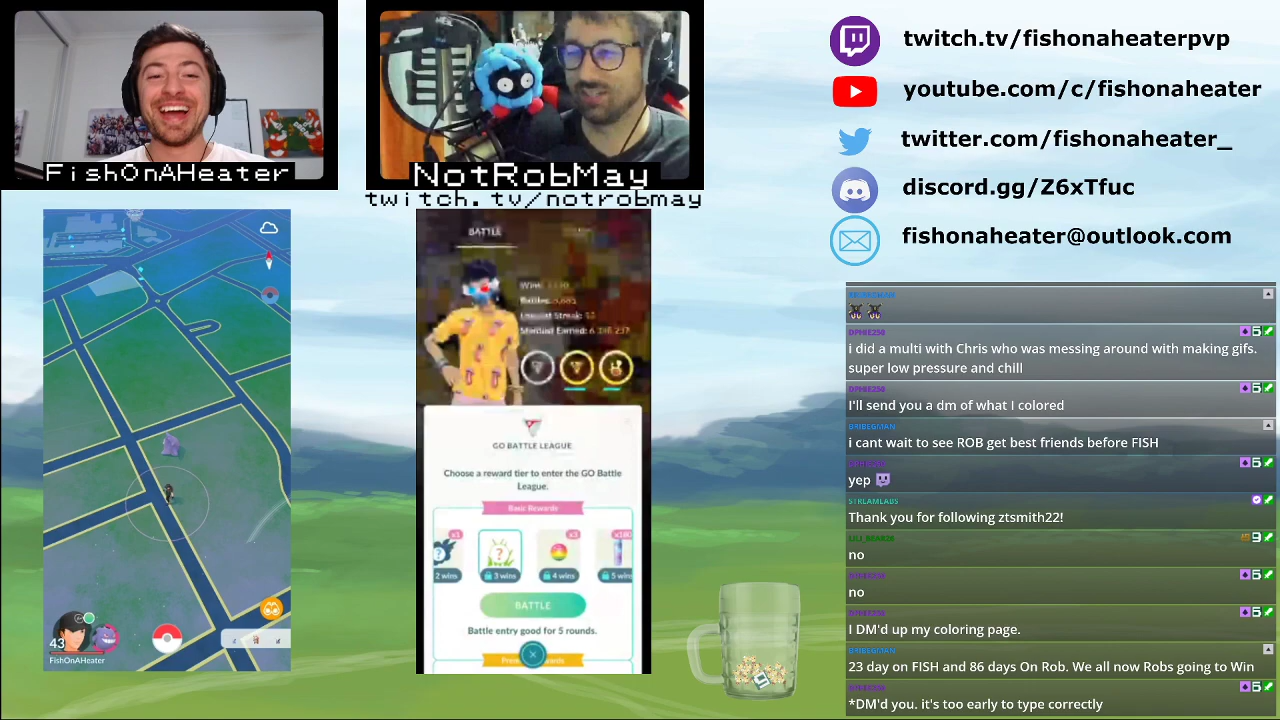 FishOnAHeater
NotRobMay
twitch.tv/notrobmay
twitch.tv/fishonaheaterpvp
youtube.com/c/fishonaheater
twitter.com/fishonaheater_
discord.gg/Z6xTfuc
fishonaheater@outlook.com
43
FishOnAHeater
BATTLE
GO BATTLE LEAGUE
Choose a reward tier to enter the GO Battle
League.
Basic Rewards
2 wins
3 wins
4 wins
5 wins
BATTLE
Battle entry good for 5 rounds.
i did a multi with Chris who was messing around with making gifs.
super low pressure and chill
I'll send you a dm of what I colored
BRIBEGMAN
i cant wait to see ROB get best friends before FISH
yep
STREAMLABS
Thank you for following ztsmith22!
no
no
I DM'd up my coloring page.
BRIBEGMAN
23 day on FISH and 86 days On Rob. We all now Robs going to Win
*DM'd you. it's too early to type correctly